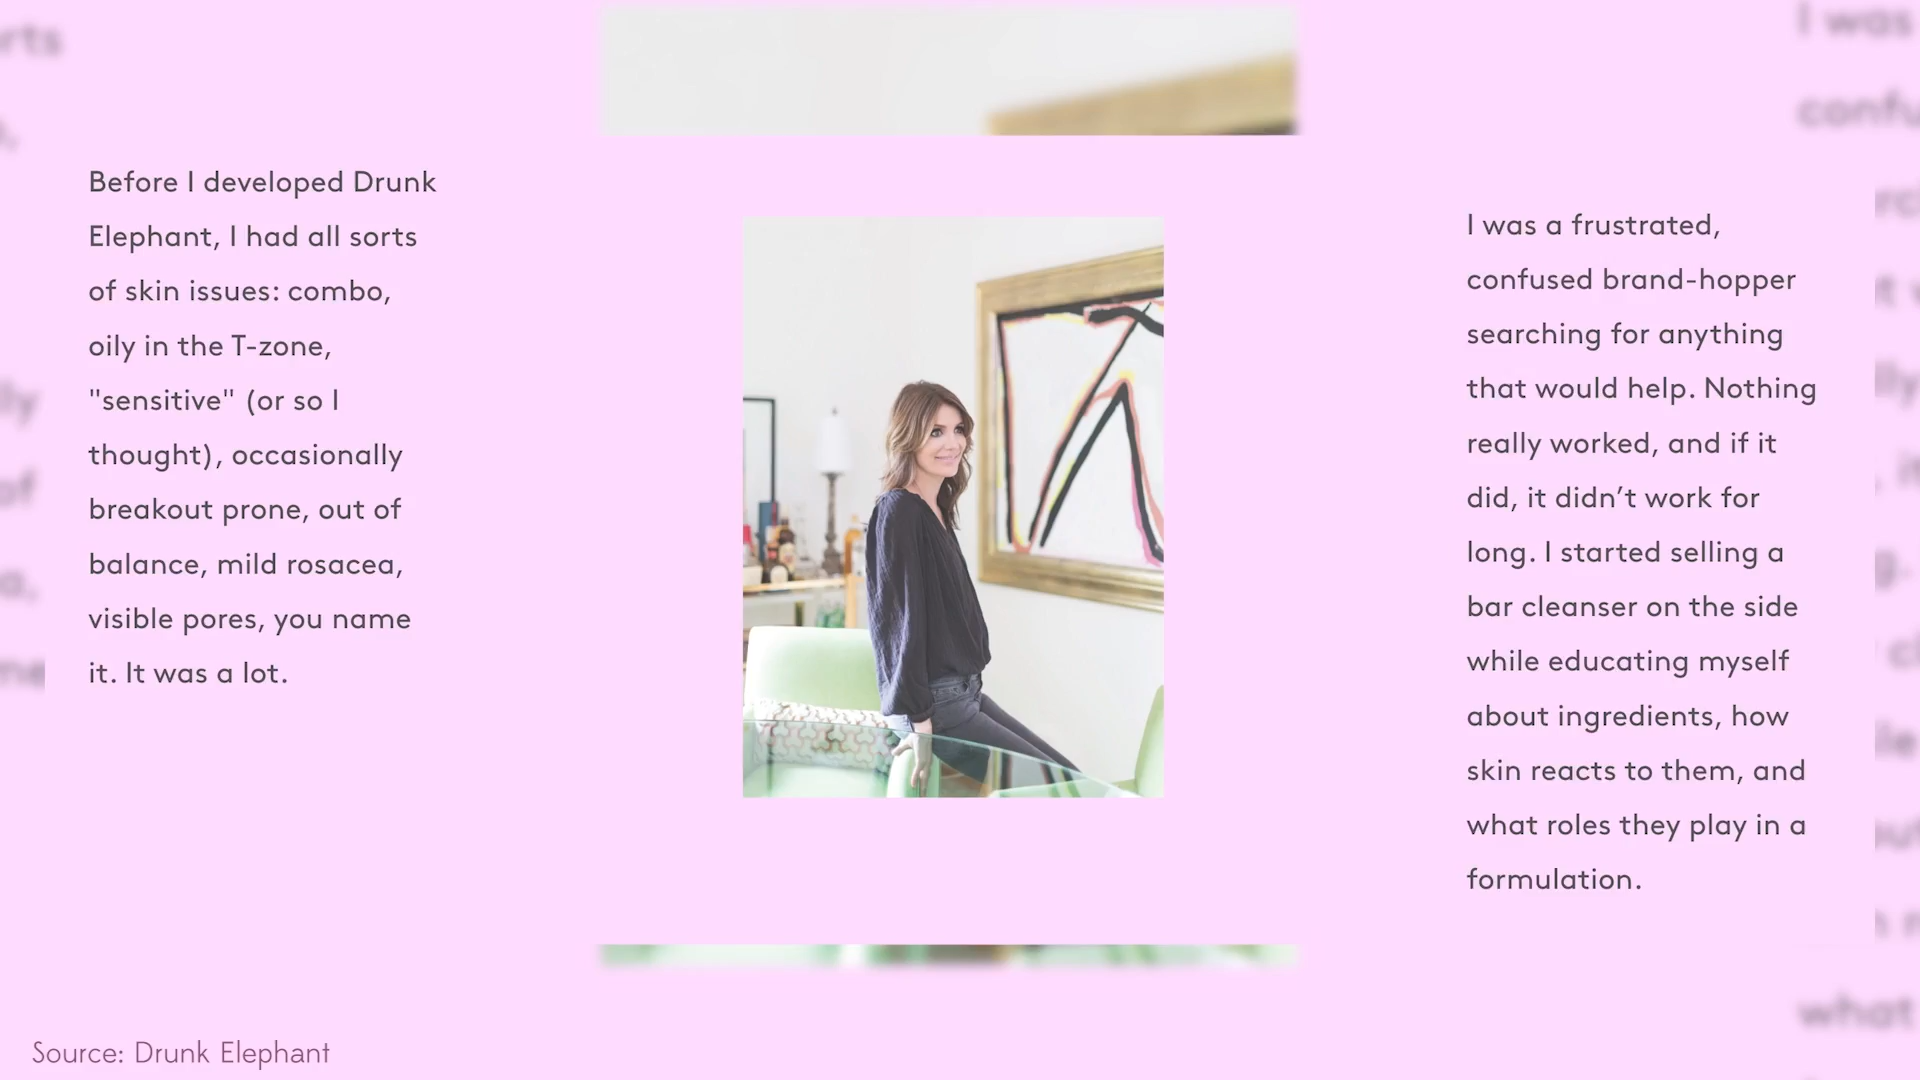 Before I developed Drunk
Elephant, I had all sorts
of skin issues: combo,
oily in the T-zone,
"sensitive" (or so I
thought), occasionally
breakout prone, out of
balance, mild rosacea,
visible pores, you name
it. It was a lot.
I was a frustrated,
confused brand-hopper
searching for anything
that would help. Nothing
really worked, and if it
did, it didn’t work for
long. I started selling a
bar cleanser on the side
while educating myself
about ingredients, how
skin reacts to them, and
what roles they play in a
formulation.
Source: Drunk Elephant